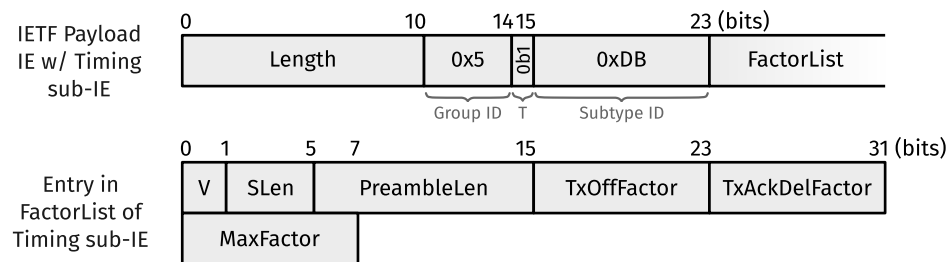 0 10 14 15 23 (bits)
IETF Payload
IE w/ Timing
sub-IE
Length 0x5 0b1 0xDB FactorList
Group ID T Subtype ID
0 1 5 7 15 23 31 (bits)
Entry in
FactorList of
Timing sub-IE
V SLen PreambleLen TxOffFactor TxAckDelFactor
MaxFactor